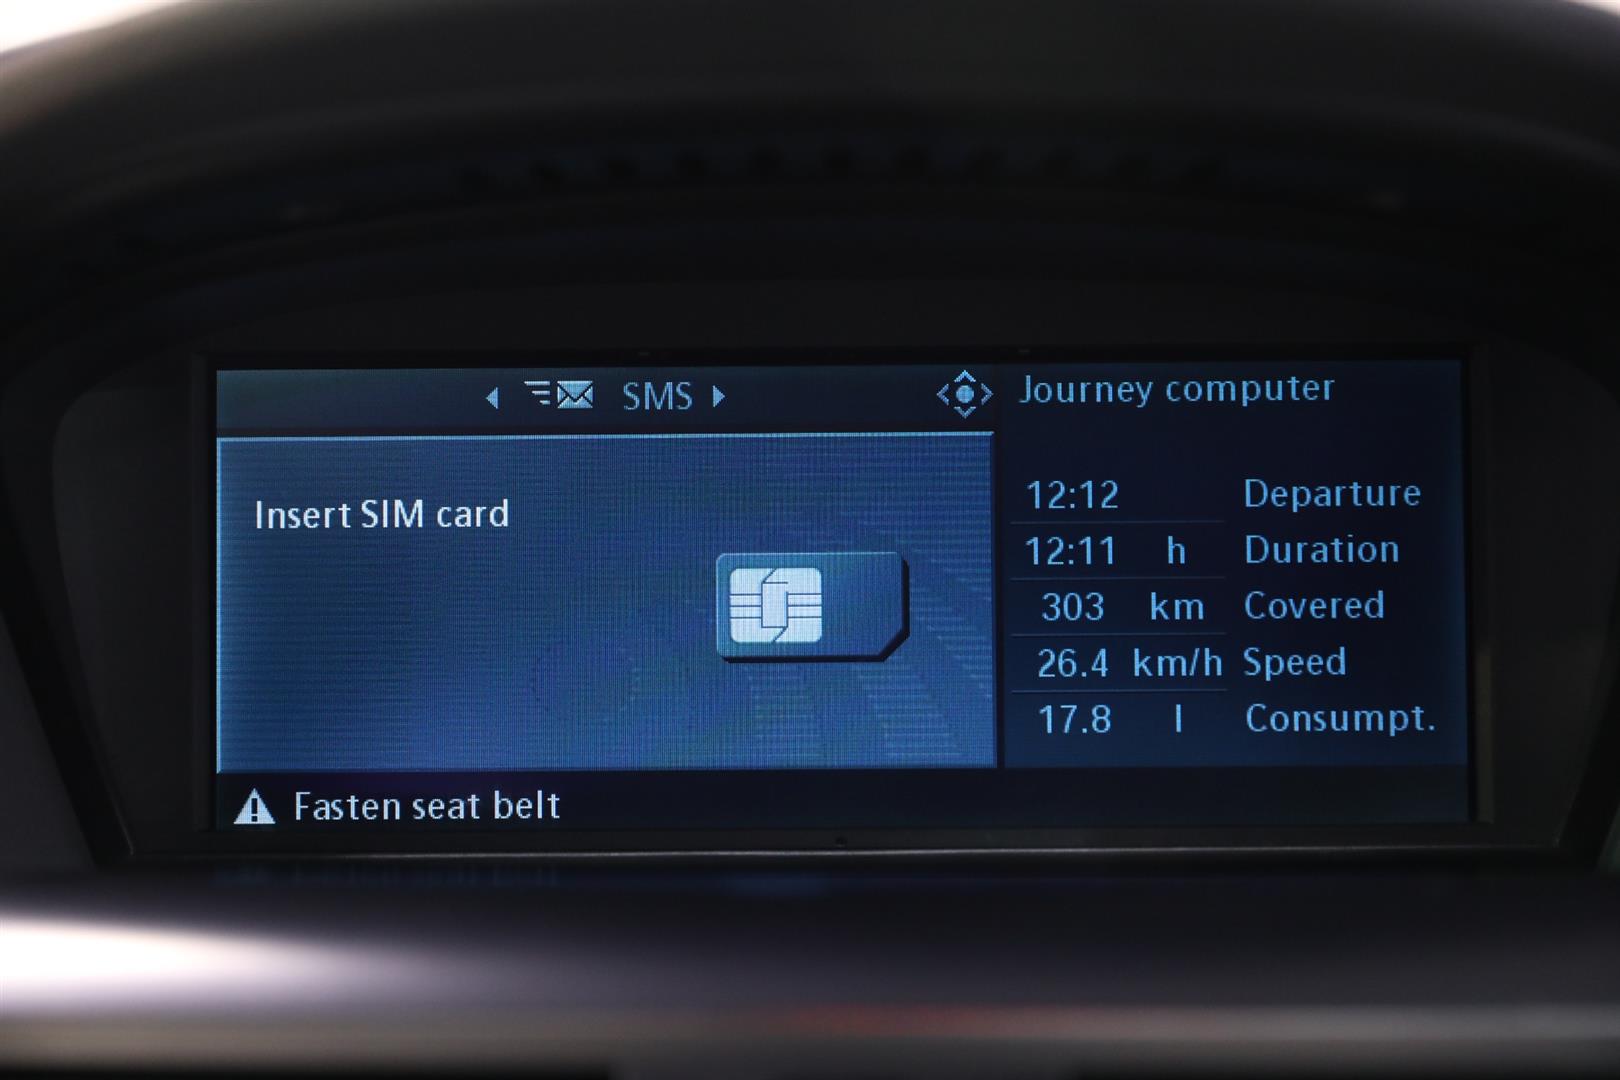 SMS
Insert SIM card
Journey computer
12:12 Departure
12:11 h Duration
303 km Covered
26.4 km/h Speed
17.8 l Consumpt.
Fasten seat belt